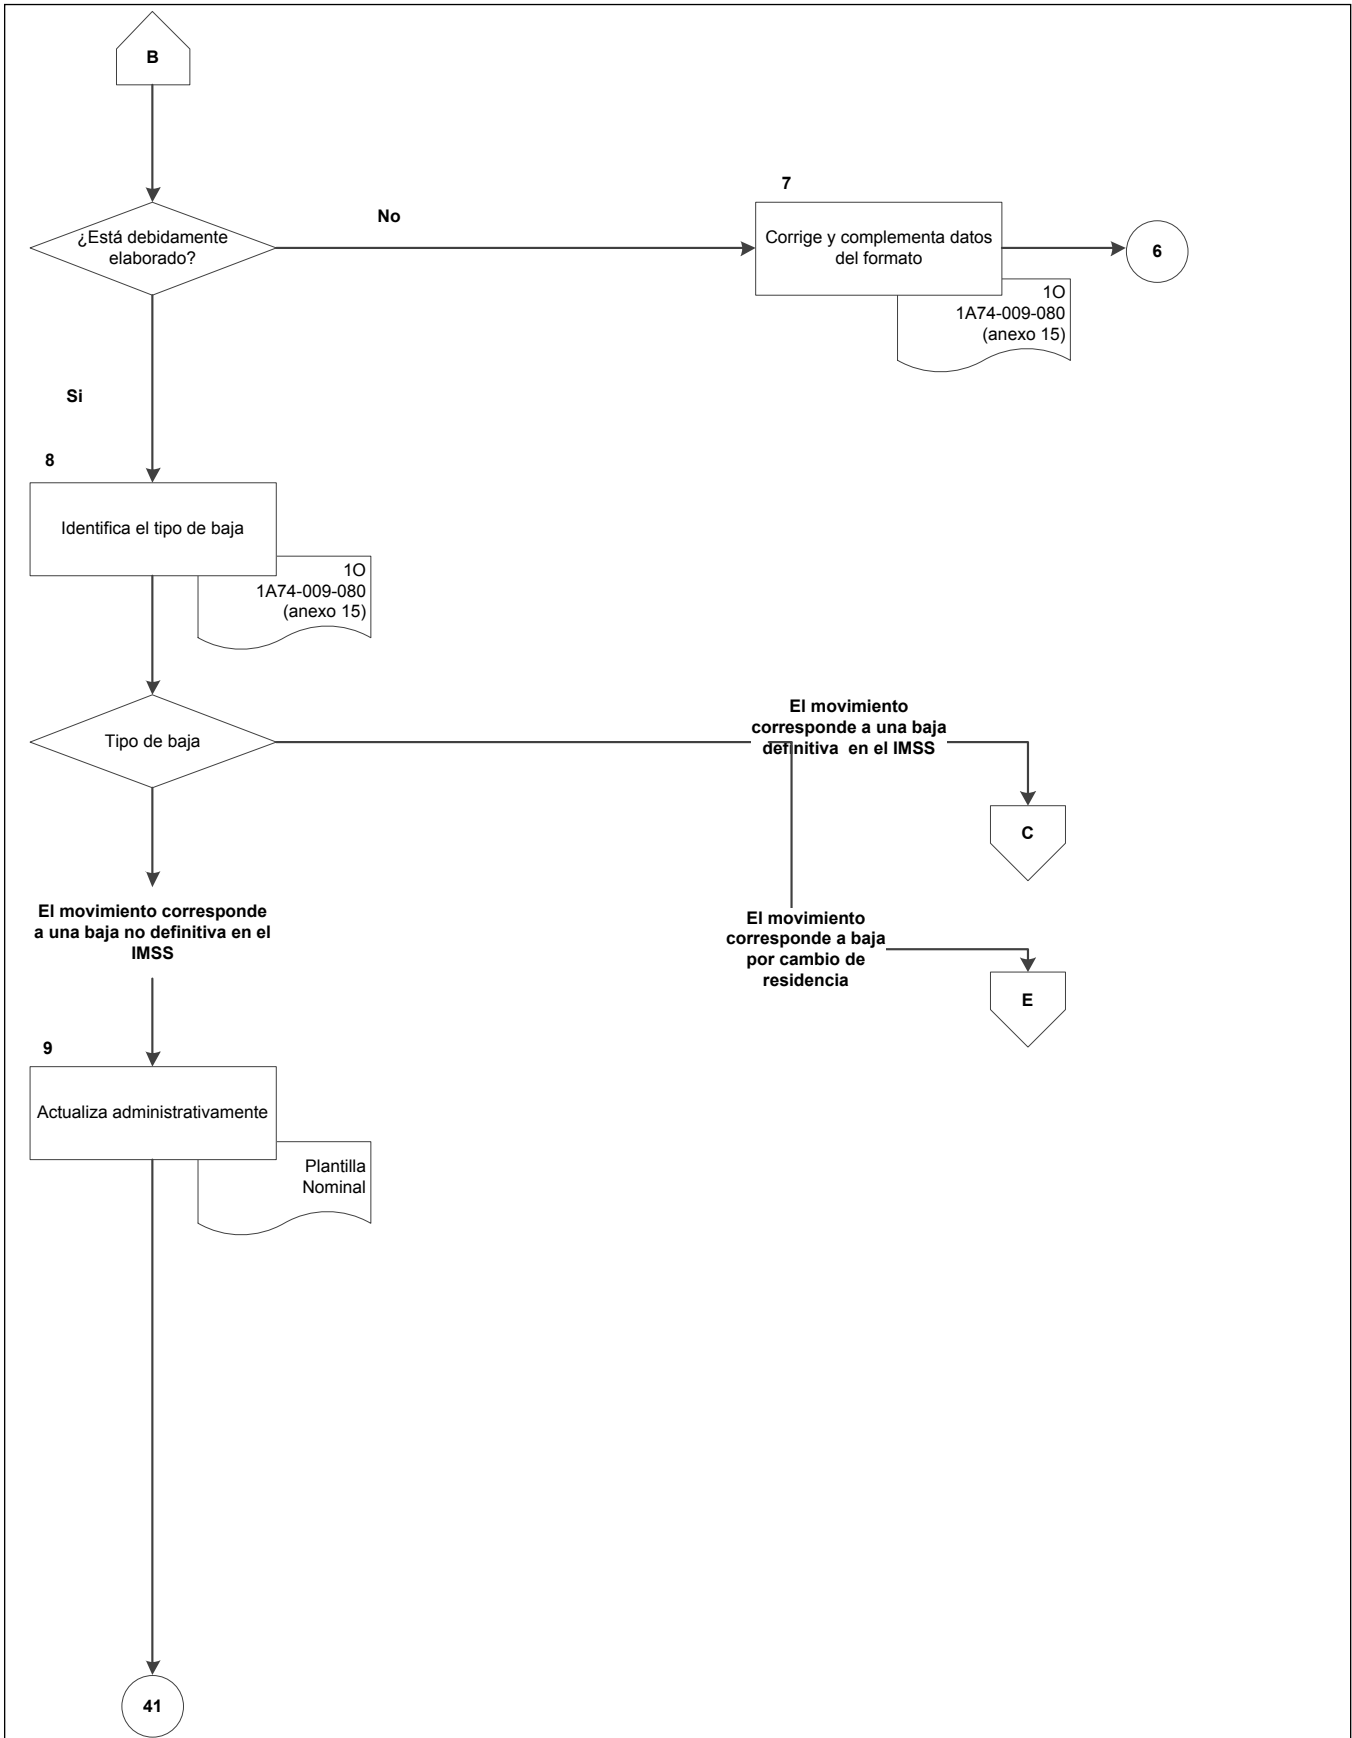 B
¿Está debidamente
elaborado?
No
7
Corrige y complementa datos
del formato
6
1O
1A74-009-080
(anexo 15)
Si
8
Identifica el tipo de baja
1O
1A74-009-080
(anexo 15)
Tipo de baja
El movimiento
corresponde a una baja
definitiva en el IMSS
C
El movimiento corresponde
a una baja no definitiva en el
IMSS
El movimiento
corresponde a baja
por cambio de
residencia
E
9
Actualiza administrativamente
Plantilla
Nominal
41